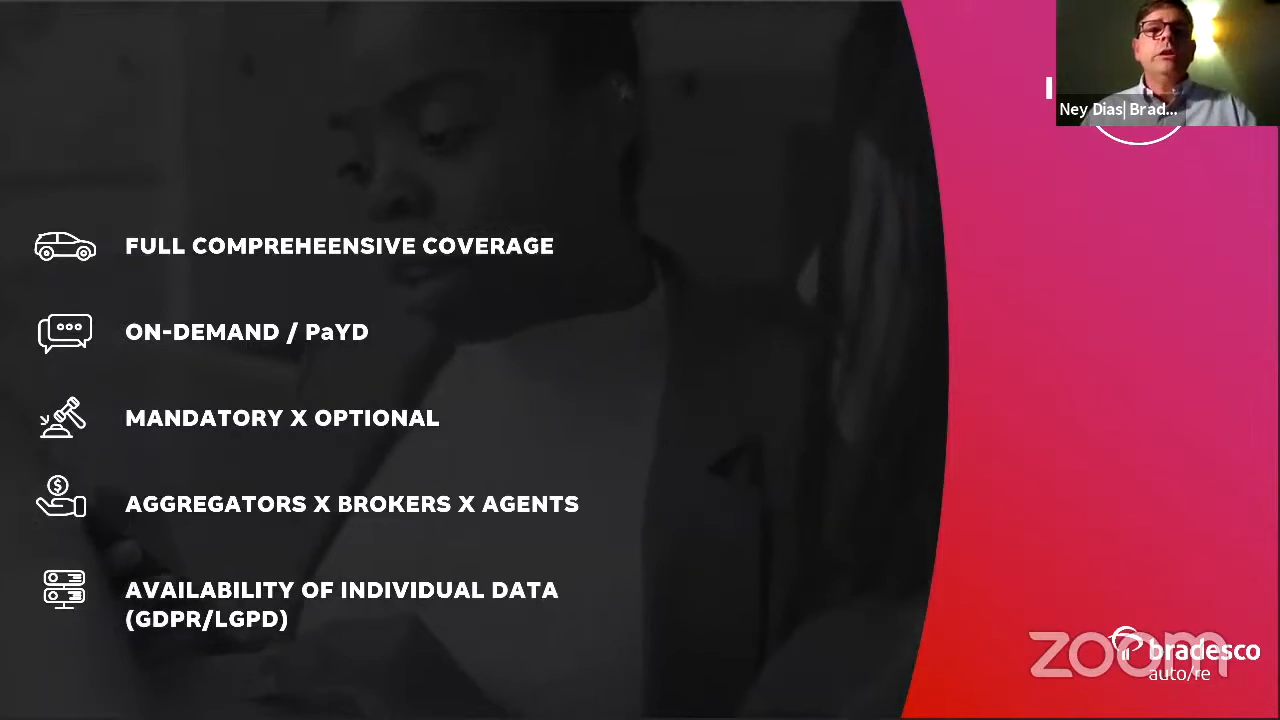 Ney Dias| Brad...
FULL COMPREHEENSIVE COVERAGE
ON-DEMAND / PaYD
MANDATORY X OPTIONAL
AGGREGATORS X BROKERS X AGENTS
AVAILABILITY OF INDIVIDUAL DATA
(GDPR/LGPD)
zoom
bradesco
auto/re